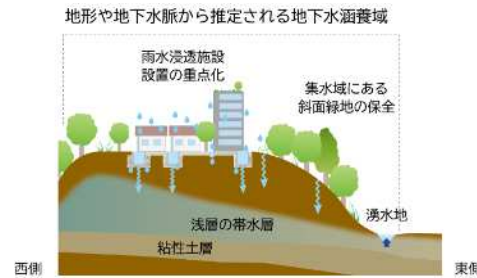 地形や地下水脈から推定される地下水涵養域
雨水浸透施設
設置の重点化
集水域にある
斜面緑地の保全
湧水地
浅層の帯水層
粘性土層
西側
東側